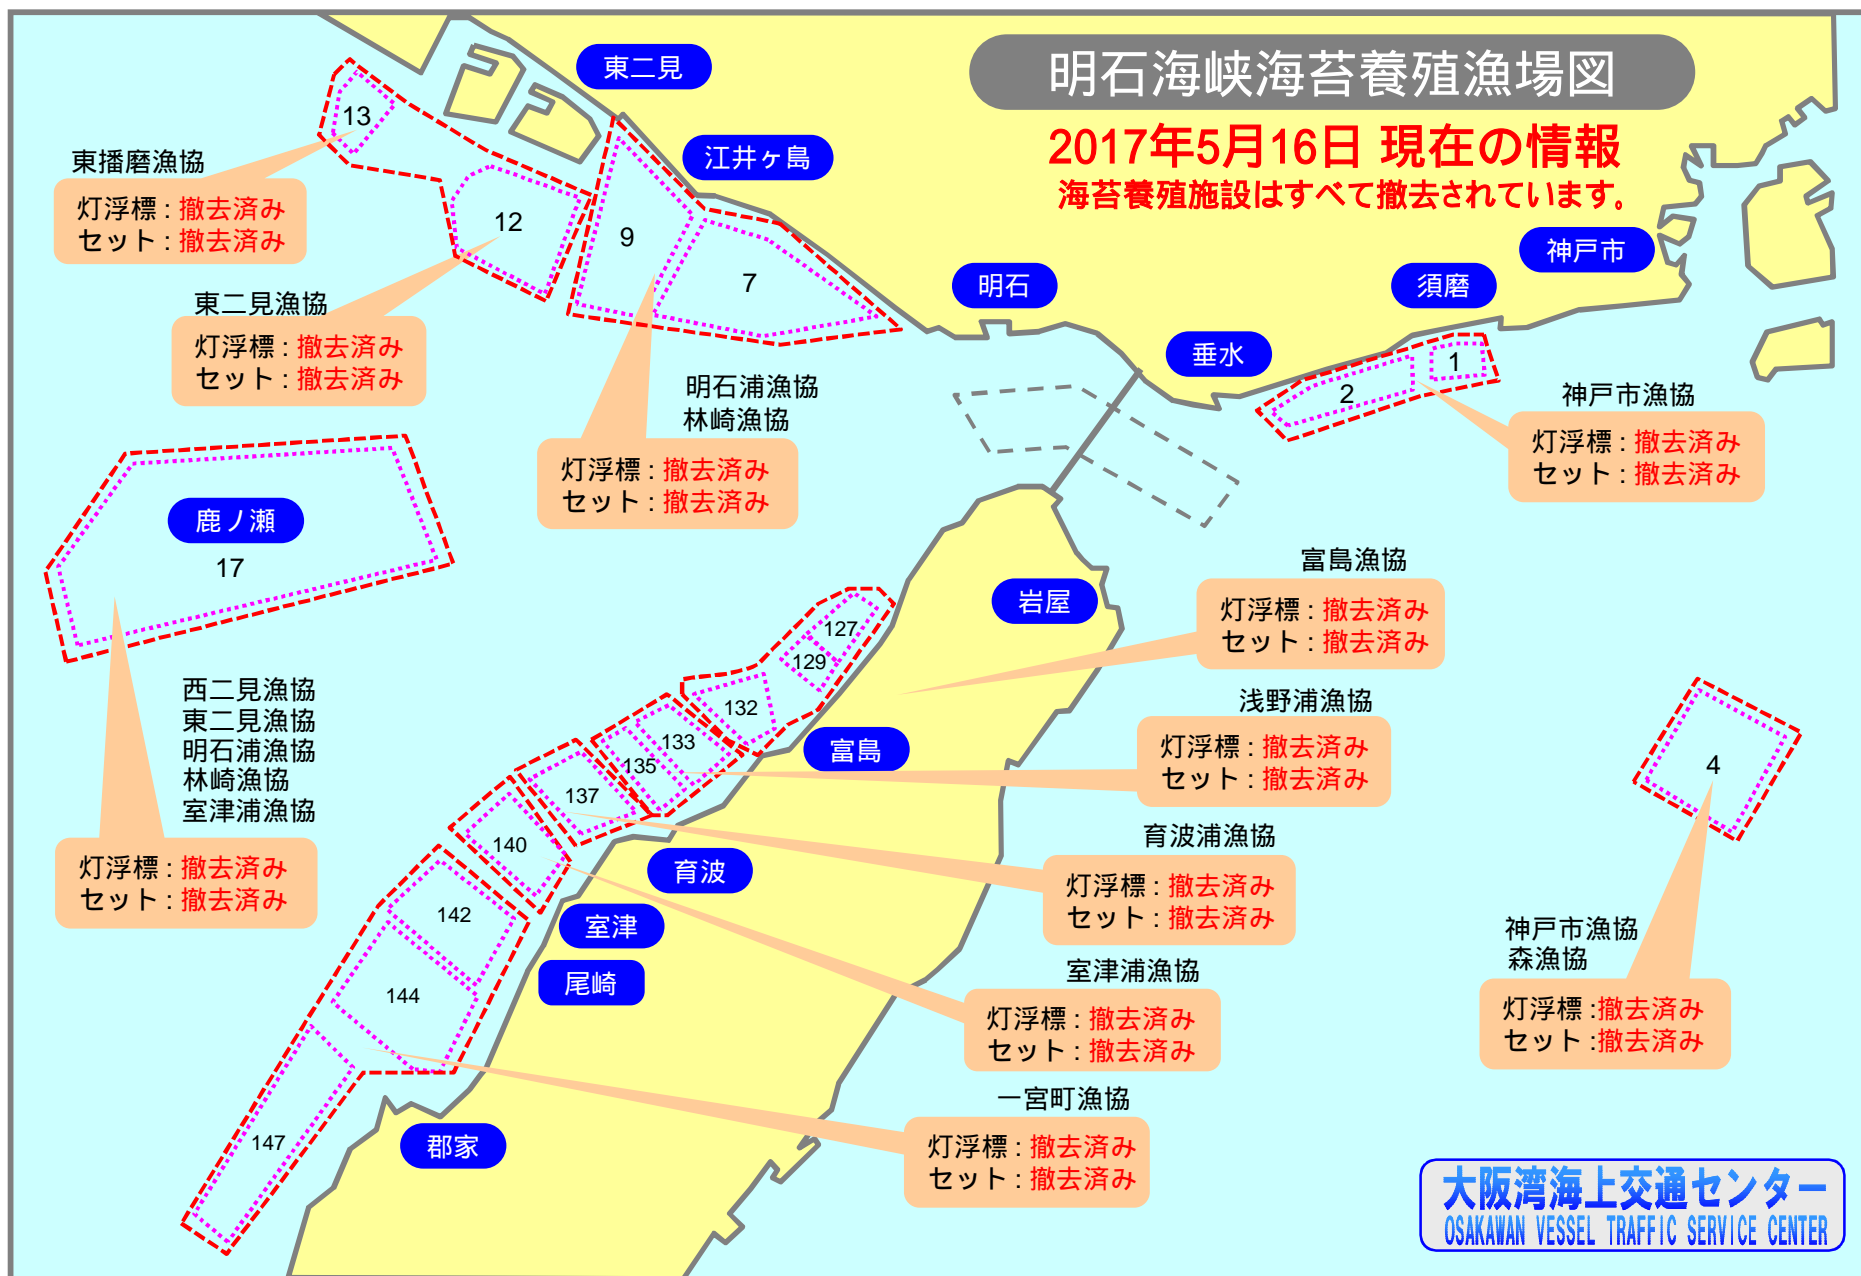 明石海峡海苔養殖漁場図
2017年5月16日 現在の情報
海苔養殖施設はすべて撤去されています。
東二見
江井ヶ島
明石
垂水
須磨
神戸市
13
12
9
7
2
1
東播磨漁協
灯浮標 : 撤去済み
セット : 撤去済み
東二見漁協
灯浮標 : 撤去済み
セット : 撤去済み
明石浦漁協
林崎漁協
灯浮標 : 撤去済み
セット : 撤去済み
神戸市漁協
灯浮標 : 撤去済み
セット : 撤去済み
鹿ノ瀬
17
西二見漁協
東二見漁協
明石浦漁協
林崎漁協
室津浦漁協
灯浮標 : 撤去済み
セット : 撤去済み
岩屋
富島漁協
灯浮標 : 撤去済み
セット : 撤去済み
127
129
132
133
135
137
140
142
144
147
富島
育波
室津
尾崎
郡家
浅野浦漁協
灯浮標 : 撤去済み
セット : 撤去済み
育波浦漁協
灯浮標 : 撤去済み
セット : 撤去済み
室津浦漁協
灯浮標 : 撤去済み
セット : 撤去済み
一宮町漁協
灯浮標 : 撤去済み
セット : 撤去済み
4
神戸市漁協
森漁協
灯浮標 :撤去済み
セット :撤去済み
大阪湾海上交通センター
OSAKAWAN VESSEL TRAFFIC SERVICE CENTER